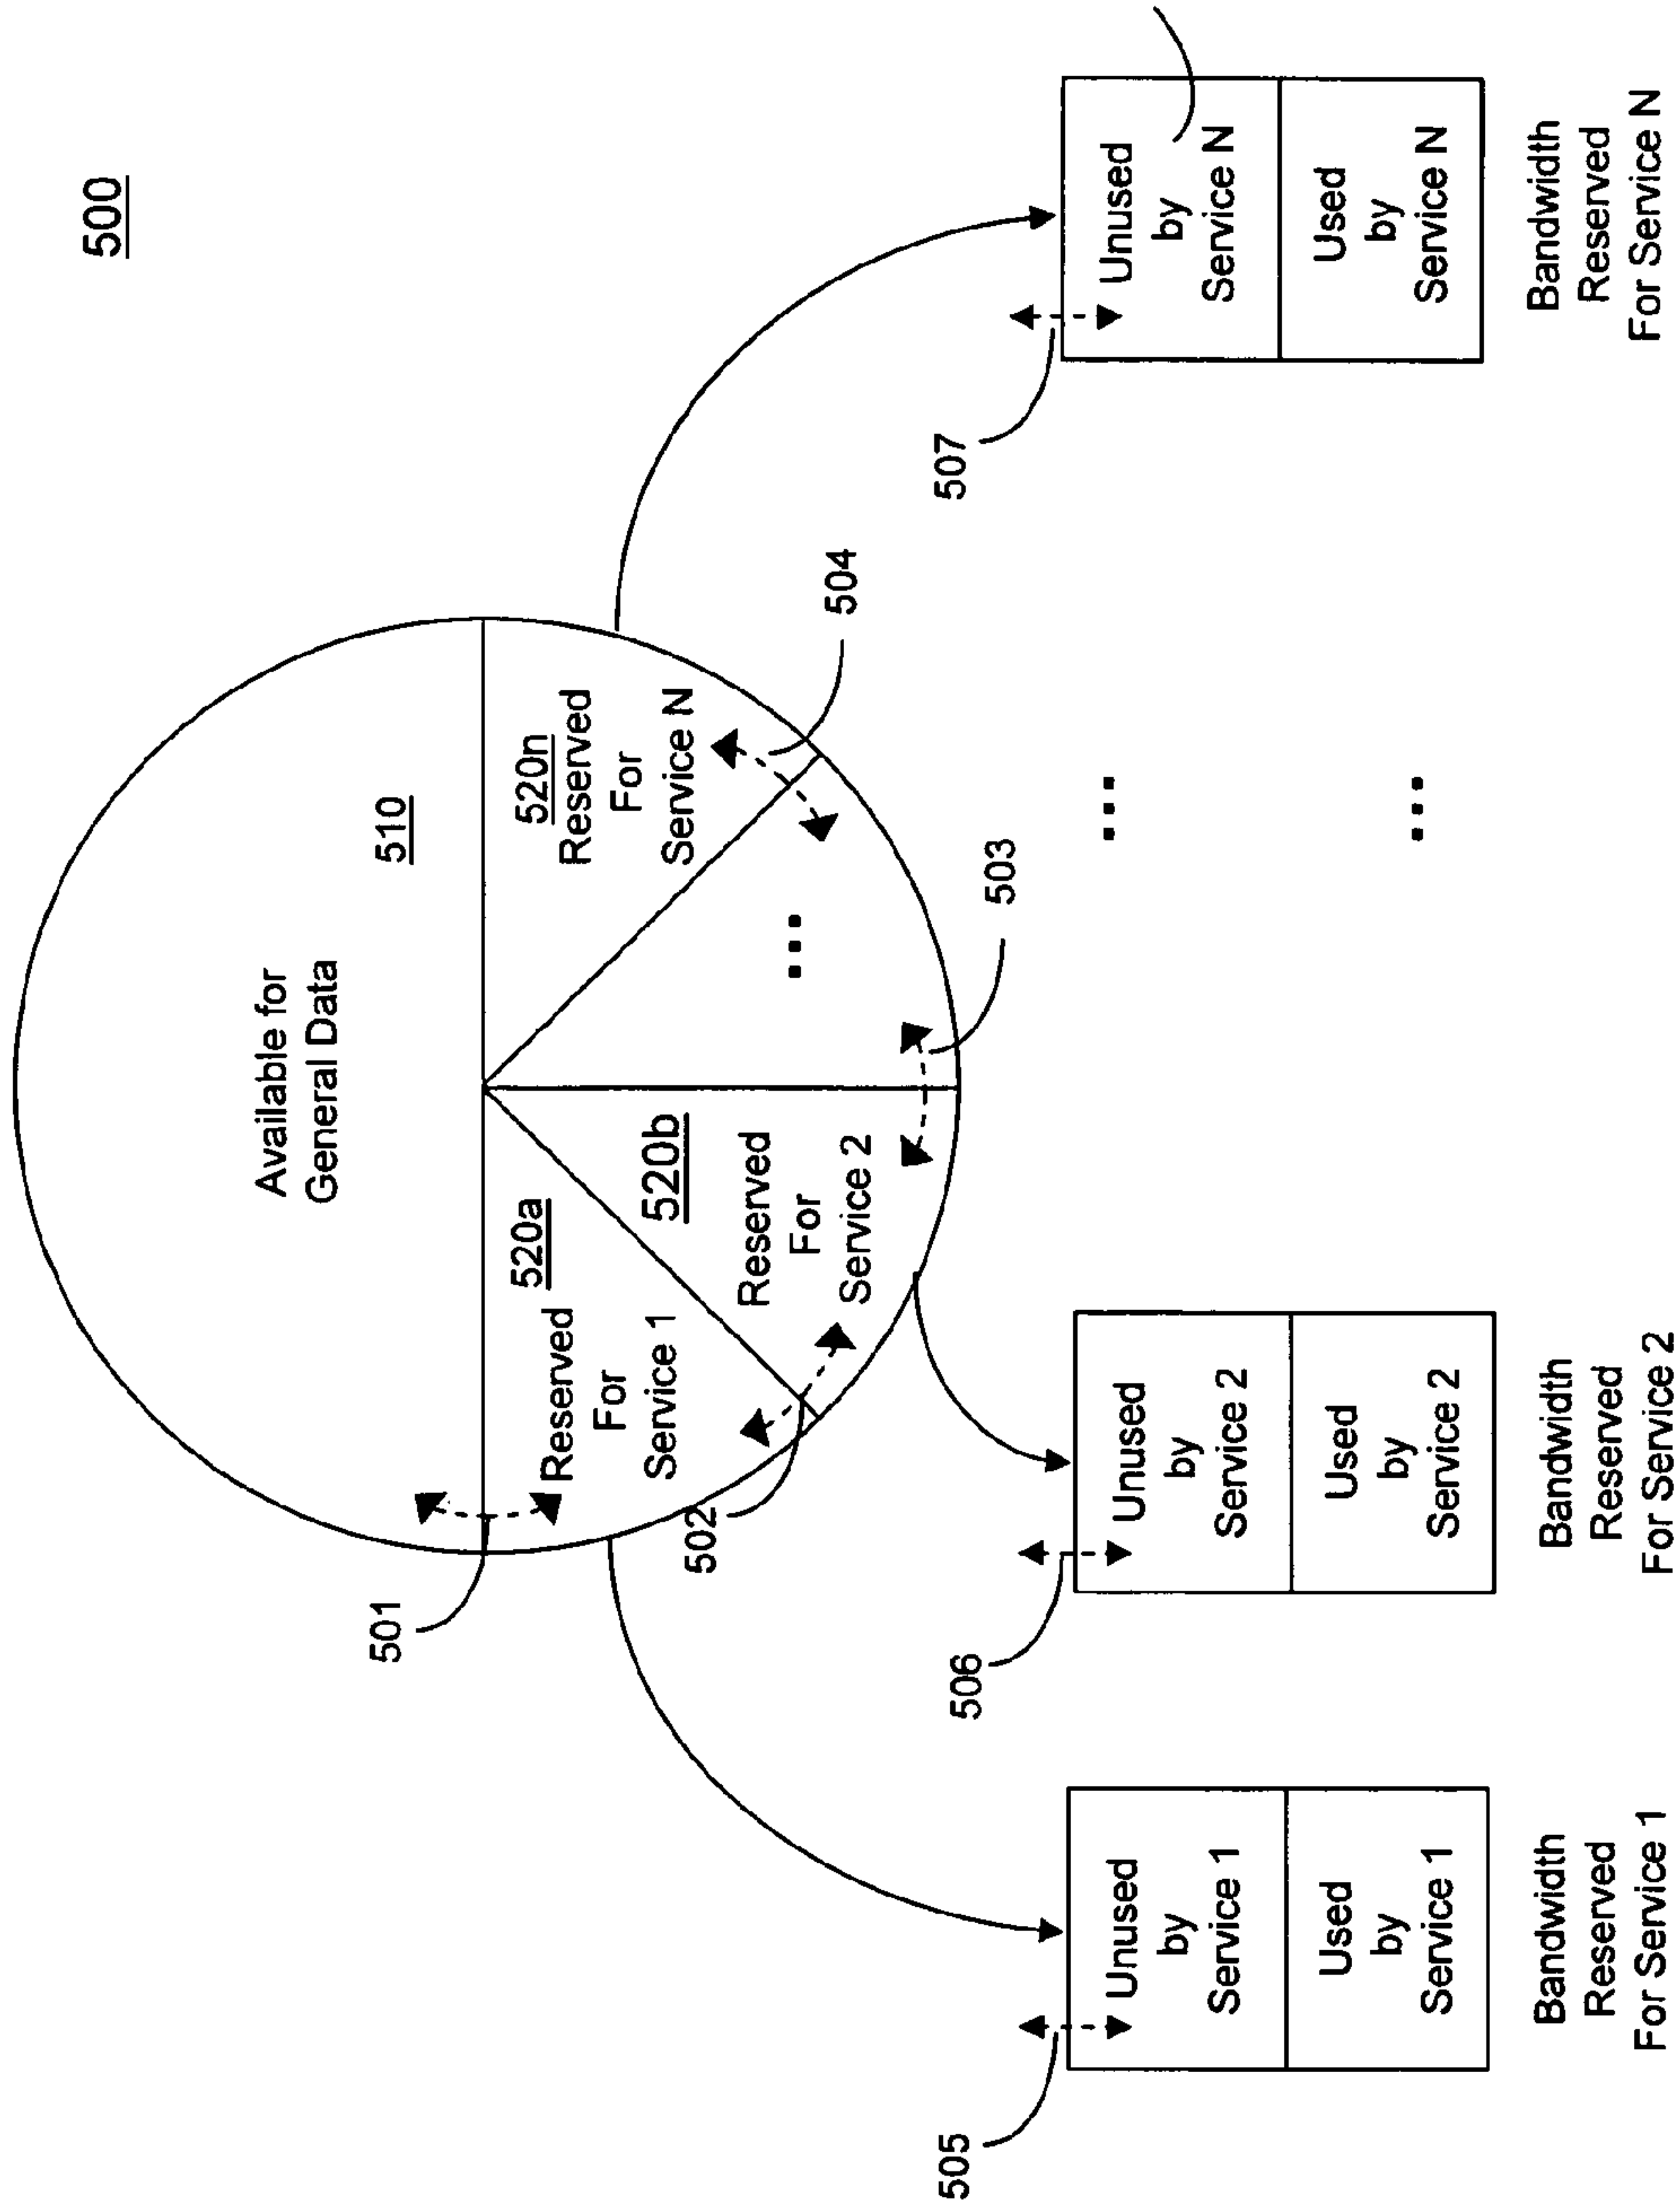 500
Available for
General Data
510
520a
Reserved
For
Service 1
520b
Reserved
For
Service 2
...
520n
Reserved
For
Service N
501
502
503
504
505
Unused
by
Service 1
Used
by
Service 1
Bandwidth
Reserved
For Service 1
506
Unused
by
Service 2
Used
by
Service 2
Bandwidth
Reserved
For Service 2
...
...
507
Unused
by
Service N
Used
by
Service N
Bandwidth
Reserved
For Service N